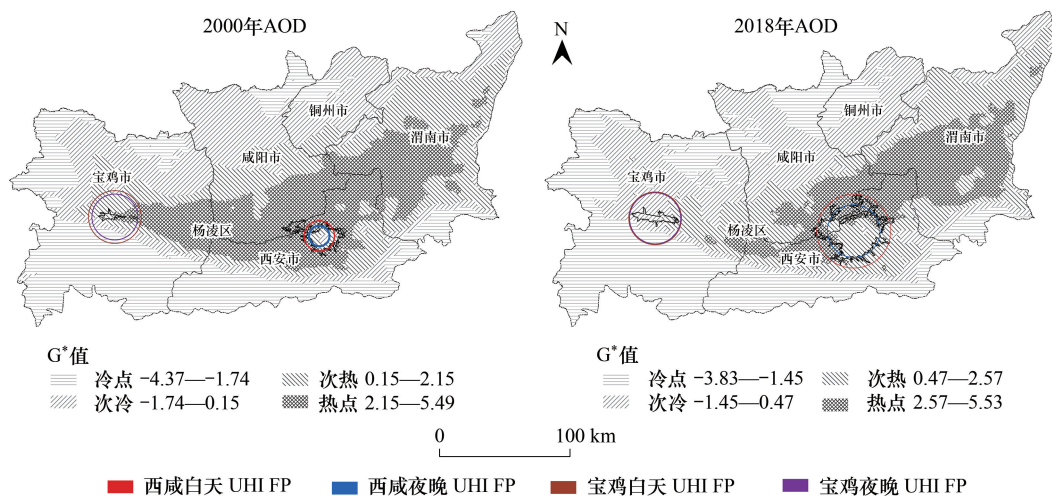 2000年AOD
N
2018年AOD
铜州市
渭南市
咸阳市
宝鸡市
杨凌区
西安市
铜州市
渭南市
咸阳市
宝鸡市
杨凌区
西安市
G*值
冷点 -4.37—-1.74
次热 0.15—2.15
次冷 -1.74—0.15
热点 2.15—5.49
G*值
冷点 -3.83—-1.45
次热 0.47—2.57
次冷 -1.45—0.47
热点 2.57—5.53
0 100 km
西咸白天 UHI FP 西咸夜晚 UHI FP 宝鸡白天 UHI FP 宝鸡夜晚 UHI FP